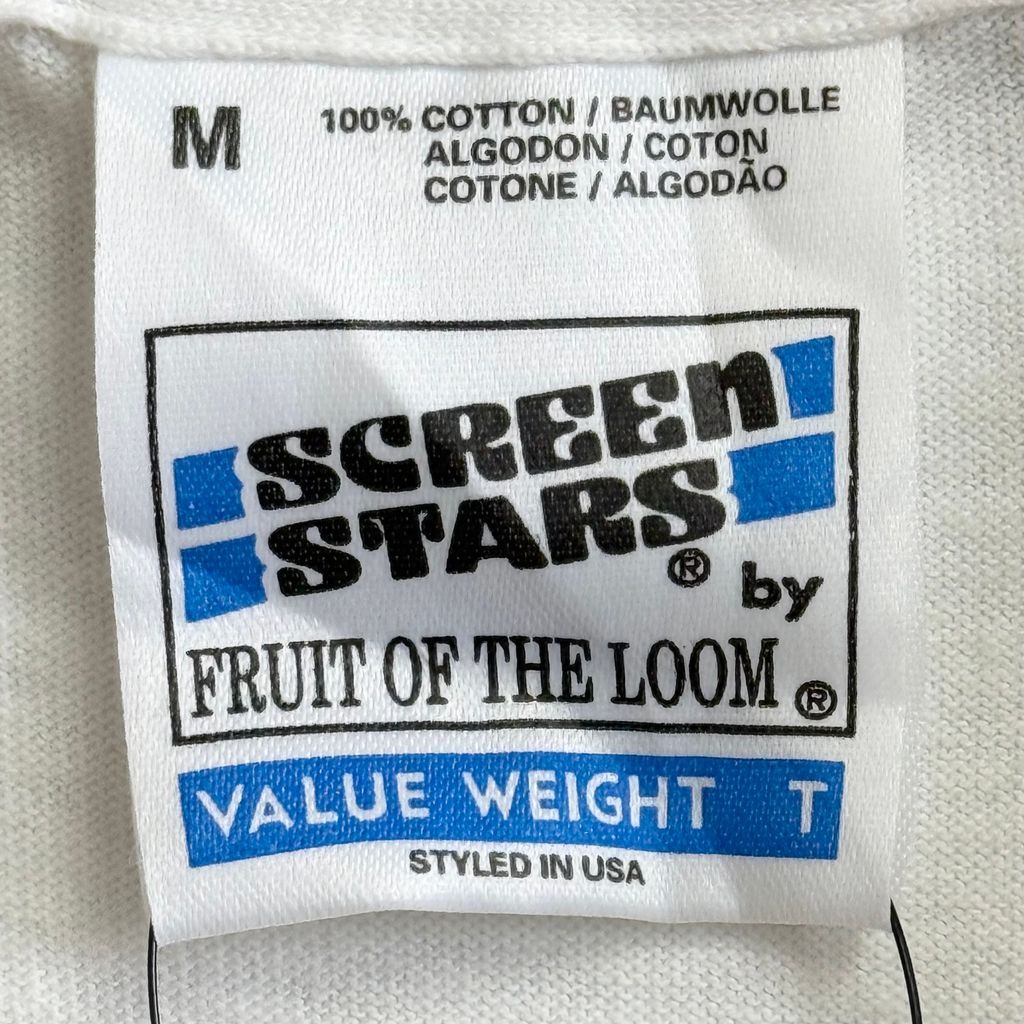 M
100% COTTON / BAUMWOLLE
ALGODON / COTON
COTONE / ALGODÃO
SCREEN
STARS®
by
FRUIT OF THE LOOM®
VALUE WEIGHT T
STYLED IN USA